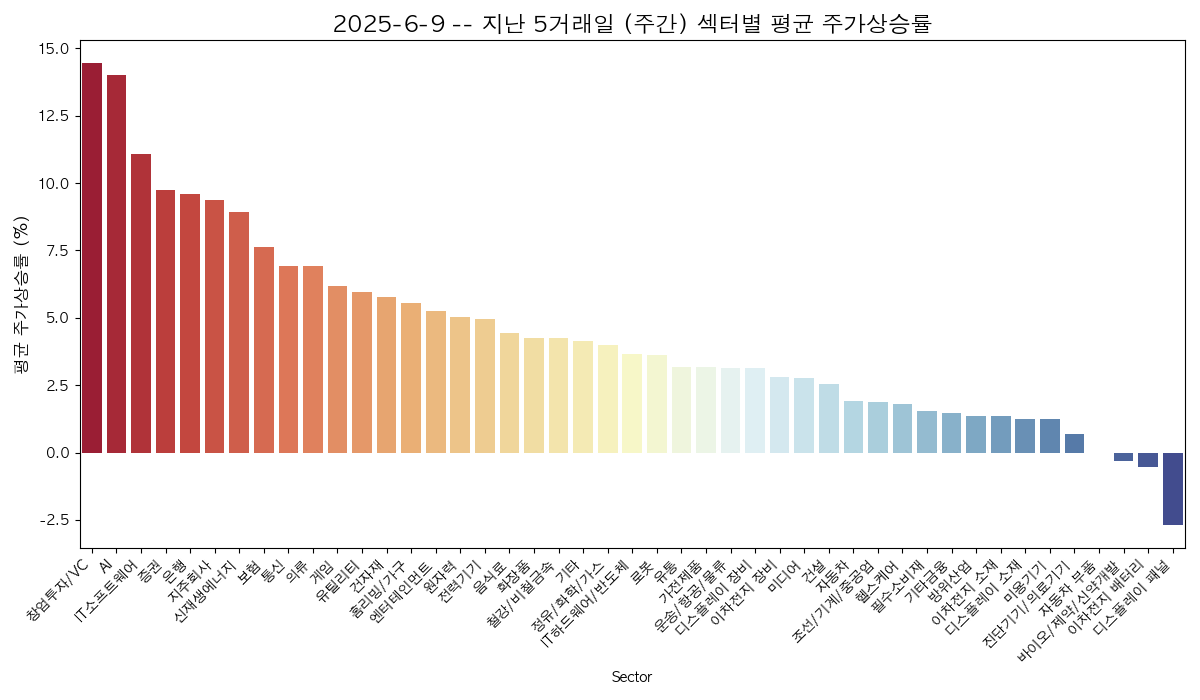 2025-6-9 -- 지난 5거래일 (주간) 섹터별 평균 주가상승률
평균 주가상승률 (%)
15.0
12.5
10.0
7.5
5.0
2.5
0.0
-2.5
창업투자/VC
AI
IT소프트웨어
증권
은행
지주회사
신재생에너지
보험
통신
의류
게임
유틸리티
건자재
홈리빙/가구
엔터테인먼트
원자력
전력기기
음식료
화장품
철강/비철금속
기타
정유/화학/가스
IT하드웨어/반도체
로봇
유통
가전제품
운송/항공/물류
디스플레이 장비
이차전지 장비
미디어
건설
자동차
조선/기계/중공업
헬스케어
필수소비재
기타금융
방위산업
이차전지 소재
디스플레이 소재
미용기기
진단기기/의료기기
자동차 부품
바이오/제약/신약개발
이차전지 배터리
디스플레이 패널
Sector